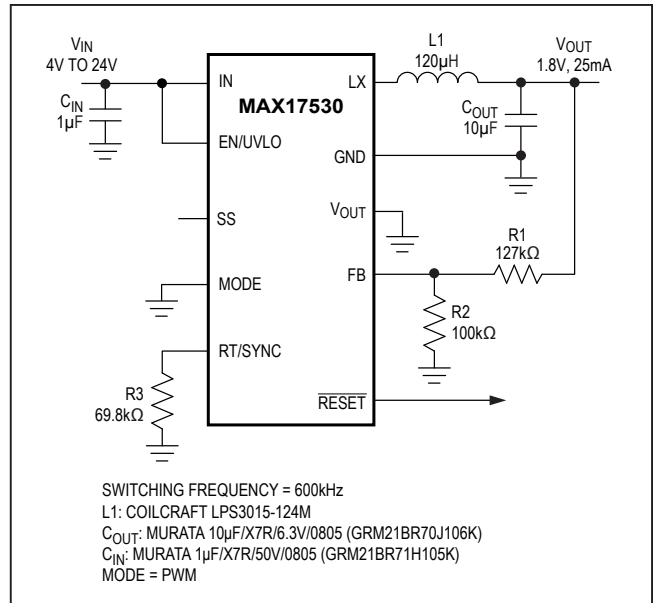 VIN
4V TO 24V
CIN
1µF
IN
EN/UVLO
SS
MODE
RT/SYNC
R3
69.8kΩ
MAX17530
LX
GND
VOUT
FB
RESET
L1
120µH
VOUT
1.8V, 25mA
COUT
10µF
R1
127kΩ
R2
100kΩ
SWITCHING FREQUENCY = 600kHz
L1: COILCRAFT LPS3015-124M
COUT: MURATA 10µF/X7R/6.3V/0805 (GRM21BR70J106K)
CIN: MURATA 1µF/X7R/50V/0805 (GRM21BR71H105K)
MODE = PWM